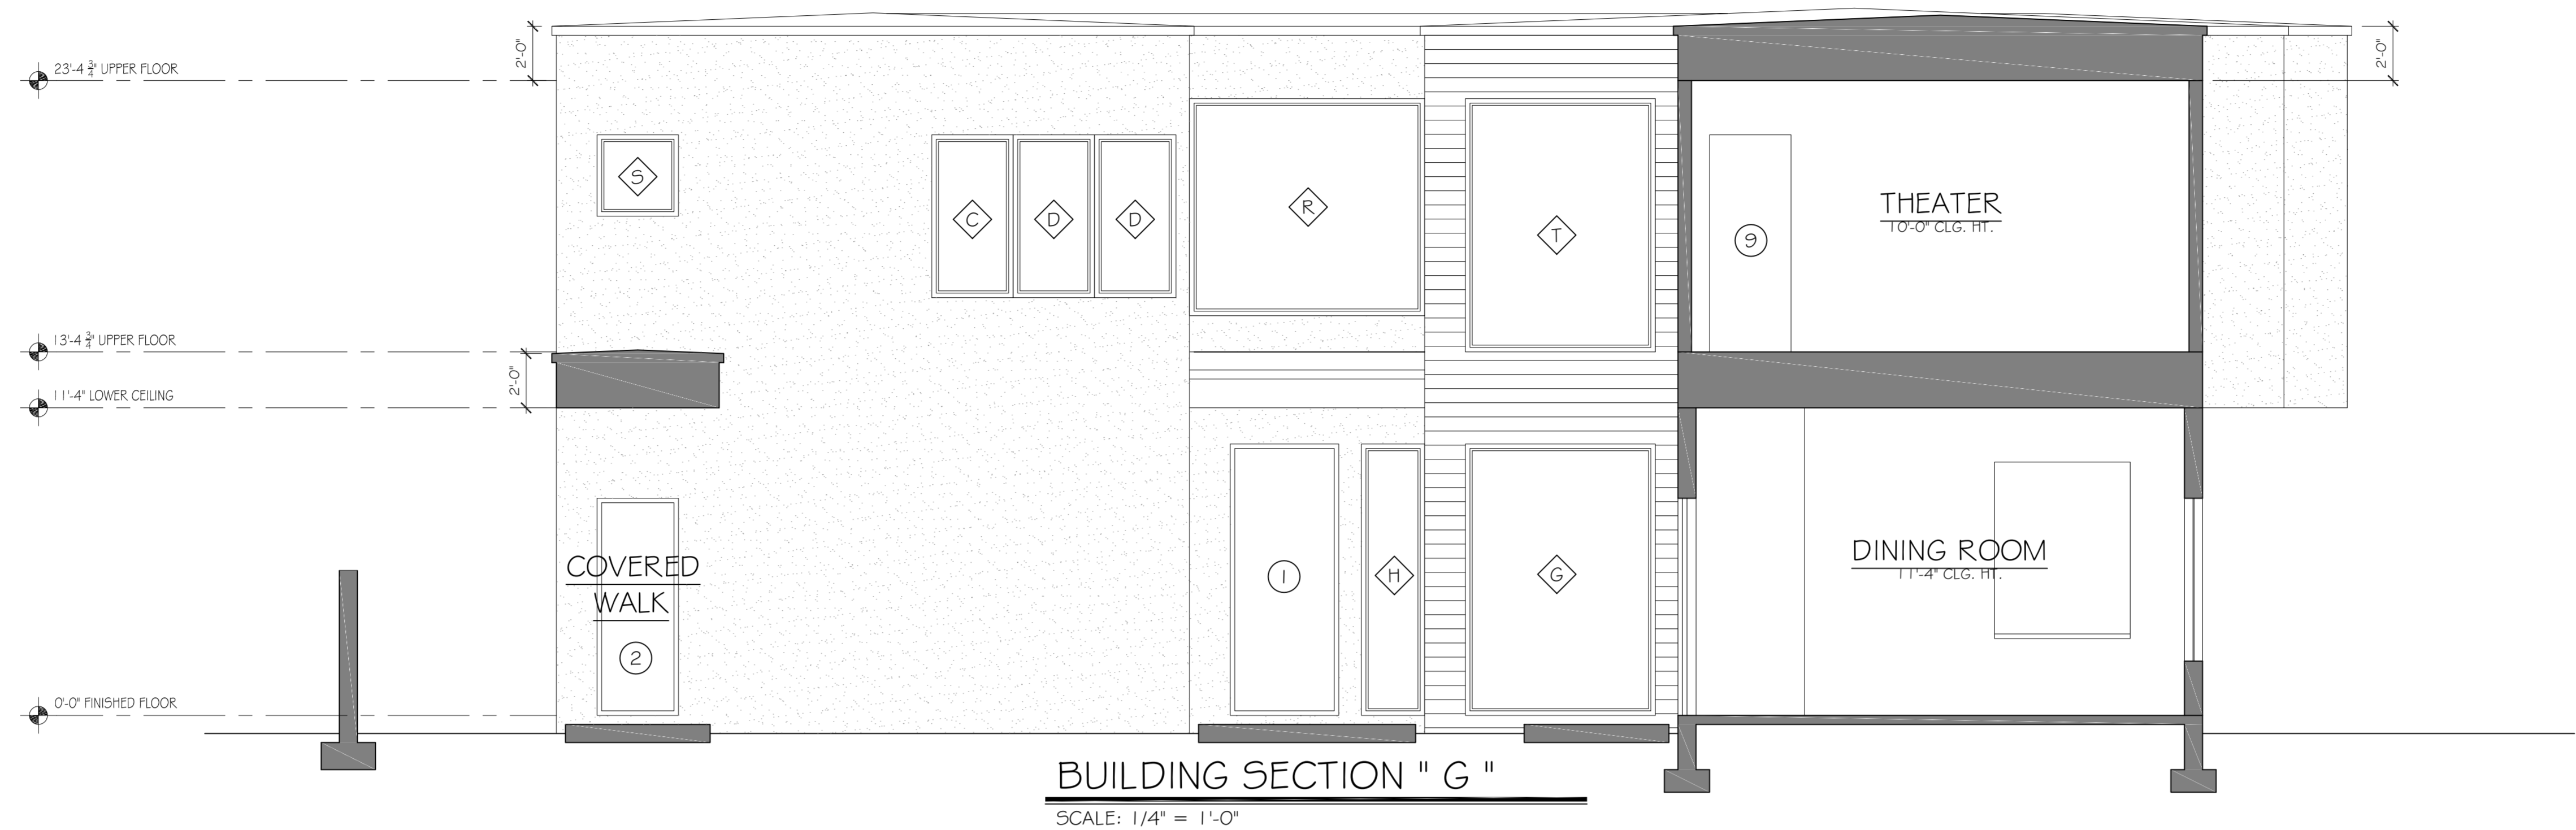 2'-0"
2'-0"
23'-4 3/4" UPPER FLOOR
S
C
D
D
R
T
9
THEATER
10'-0" CLG. HT.
13'-4 3/4" UPPER FLOOR
2'-0"
11'-4" LOWER CEILING
COVERED
WALK
2
1
H
G
DINING ROOM
11'-4" CLG. HT.
0'-0" FINISHED FLOOR
BUILDING SECTION " G "
SCALE: 1/4" = 1'-0"